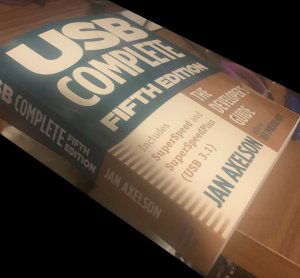 USB
COMPLETE
FIFTH EDITION
THE DEVELOPER'S
GUIDE
Includes
SuperSpeed and
SuperSpeedPlus
(USB 3.1)
JAN AXELSON
USB COMPLETE FIFTH EDITION
JAN AXELSON